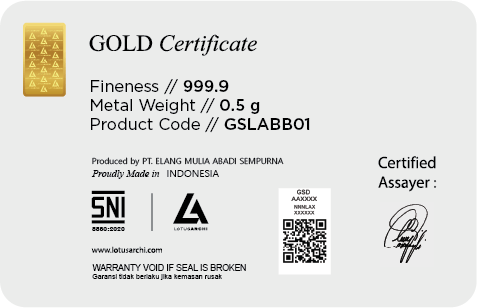 GOLD Certificate
Fineness // 999.9
Metal Weight // 0.5 g
Product Code // GSLABB01
Produced by PT. ELANG MULIA ABADI SEMPURNA
Proudly Made in INDONESIA
Certified
Assayer :
GSD
AAXXXX
NNNLAX
XXXXXX
SNI
8880:2020
LOTUSARCHI
www.lotusarchi.com
WARRANTY VOID IF SEAL IS BROKEN
Garansi tidak berlaku jika kemasan rusak